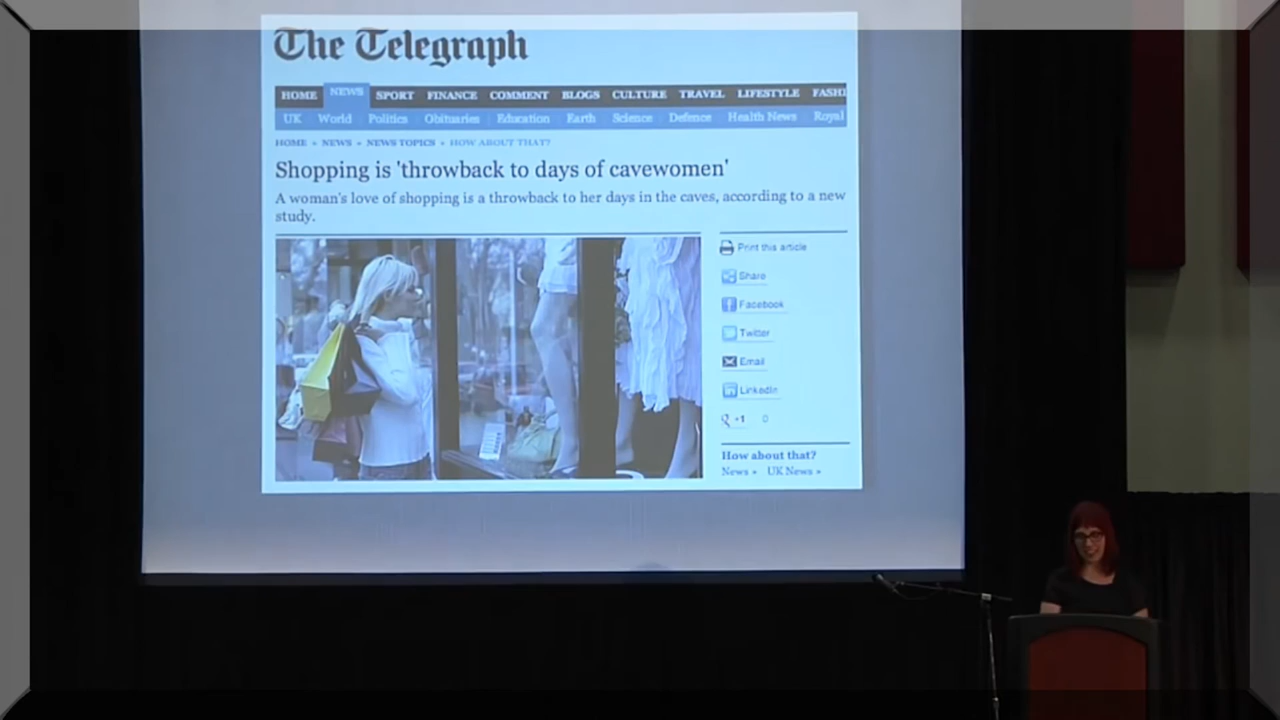 The Telegraph
HOME NEWS SPORT FINANCE COMMENT BLOGS CULTURE TRAVEL LIFESTYLE FASHI
UK World Politics Obituaries Education Earth Science Defence Health News Royal
HOME » NEWS » NEWS TOPICS » HOW ABOUT THAT?
Shopping is 'throwback to days of cavewomen'
A woman's love of shopping is a throwback to her days in the caves, according to a new
study.
Print this article
Share
Facebook
Twitter
Email
LinkedIn
+1 0
How about that?
News » UK News »